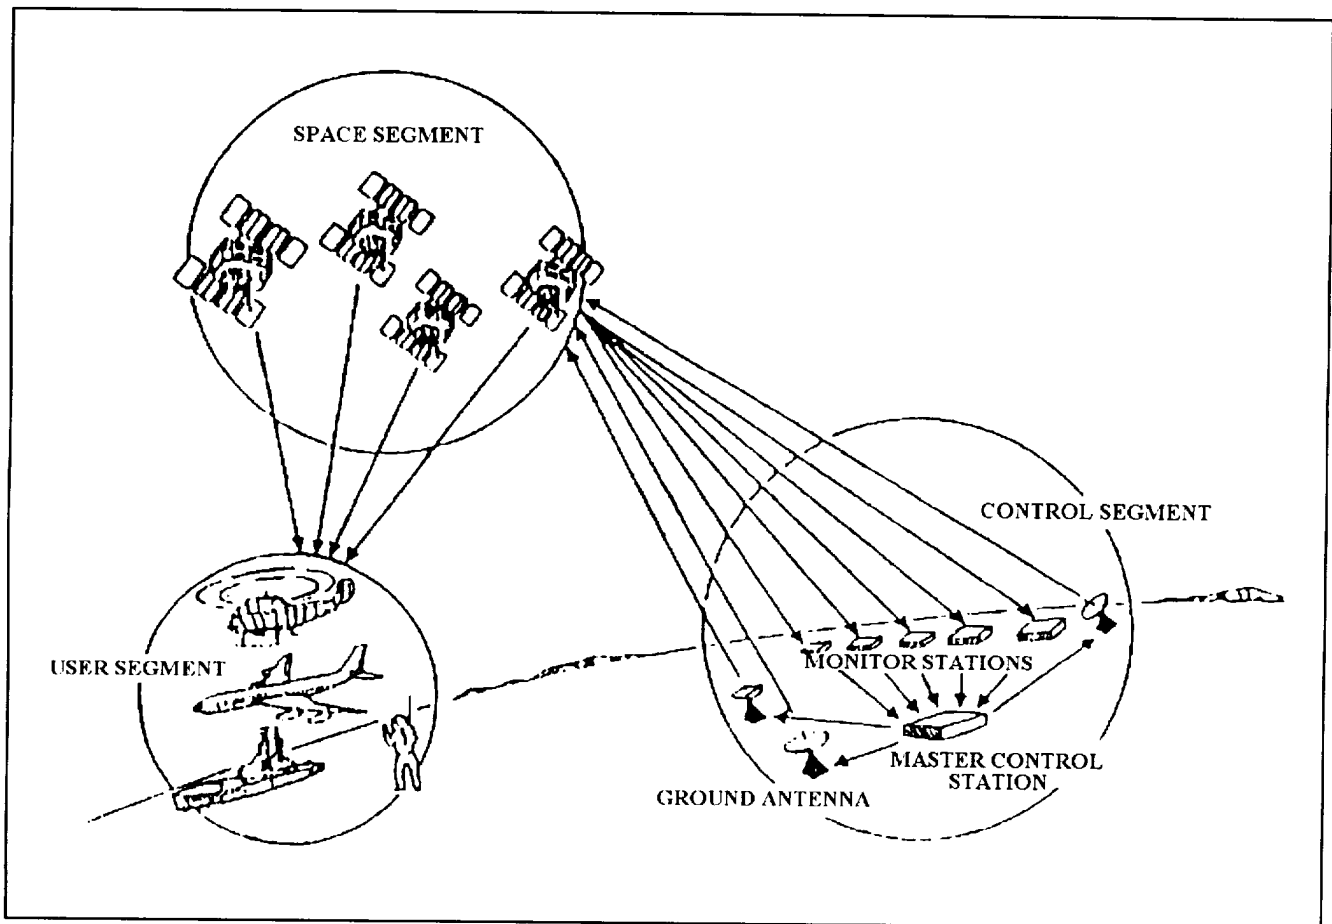 SPACE SEGMENT
CONTROL SEGMENT
USER SEGMENT
MONITOR STATIONS
MASTER CONTROL
STATION
GROUND ANTENNA